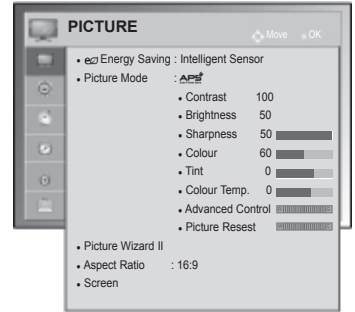 PICTURE
Move OK
• Energy Saving : Intelligent Sensor
• Picture Mode : APS
• Contrast 100
• Brightness 50
• Sharpness 50
• Colour 60
• Tint 0
• Colour Temp. 0
• Advanced Control
• Picture Resest
• Picture Wizard II
• Aspect Ratio : 16:9
• Screen